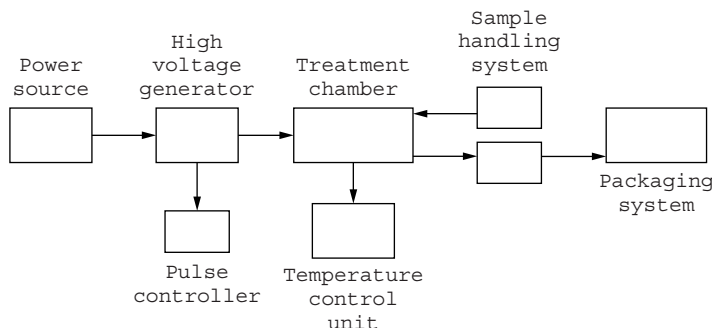 Power
source
High
voltage
generator
Treatment
chamber
Sample
handling
system
Packaging
system
Pulse
controller
Temperature
control
unit